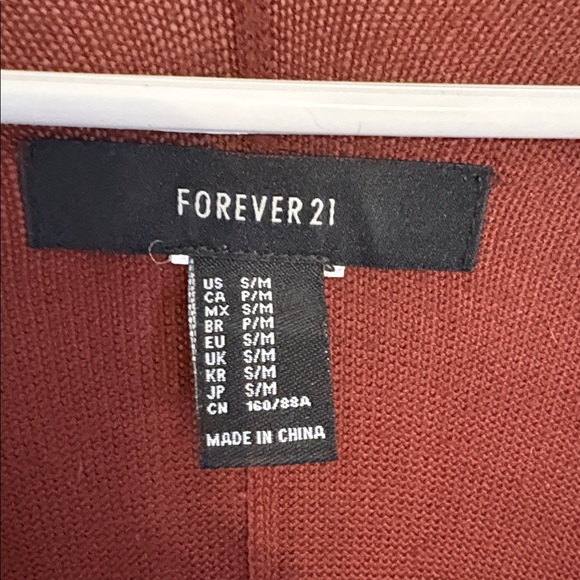 FOREVER 21
US S/M
CA P/M
MX S/M
BR P/M
EU S/M
UK S/M
KR S/M
JP S/M
CN 160/88A
MADE IN CHINA